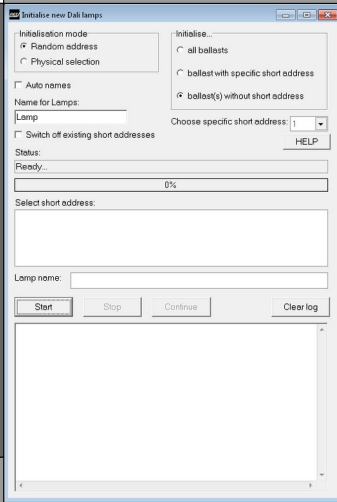 Initialise new Dali lamps
Initialisation mode
Random address
Physical selection
Initialise...
all ballasts
ballast with specific short address
ballast(s) without short address
Auto names
Name for Lamps:
Lamp
Choose specific short address: 1
Switch off existing short addresses
HELP
Status:
Ready...
0%
Select short address:
Lamp name:
Start Stop Continue Clear log